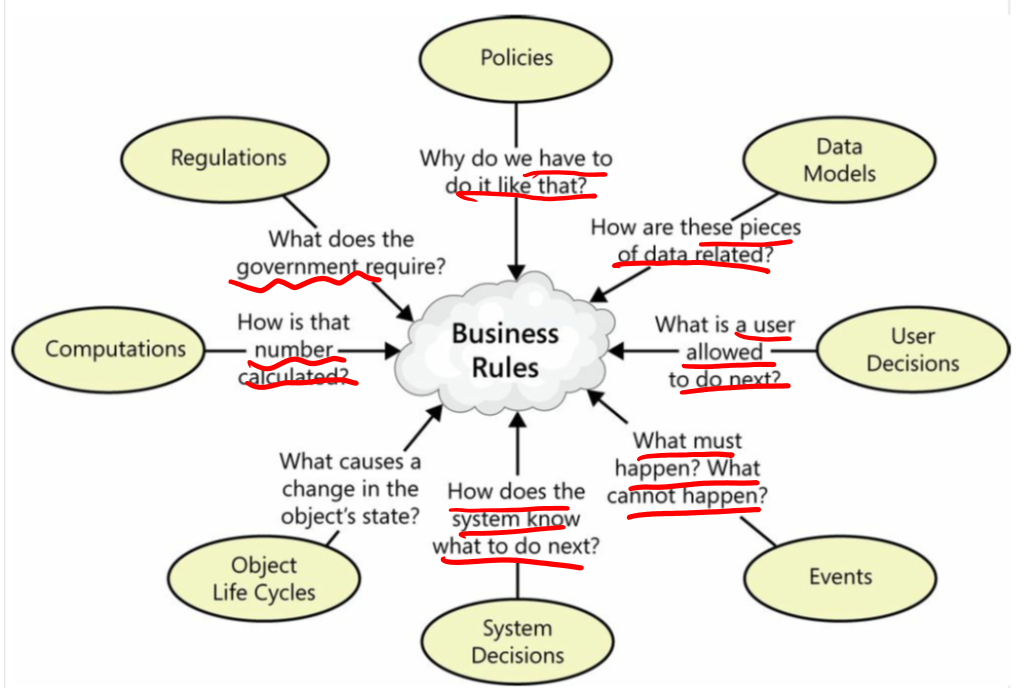 Policies
Why do we have to
do it like that?
Regulations
What does the
government require?
Data
Models
How are these pieces
of data related?
Computations
How is that
number
calculated?
Business
Rules
What is a user
allowed
to do next?
User
Decisions
What causes a
change in the
object's state?
Object
Life Cycles
How does the
system know
what to do next?
System
Decisions
What must
happen? What
cannot happen?
Events